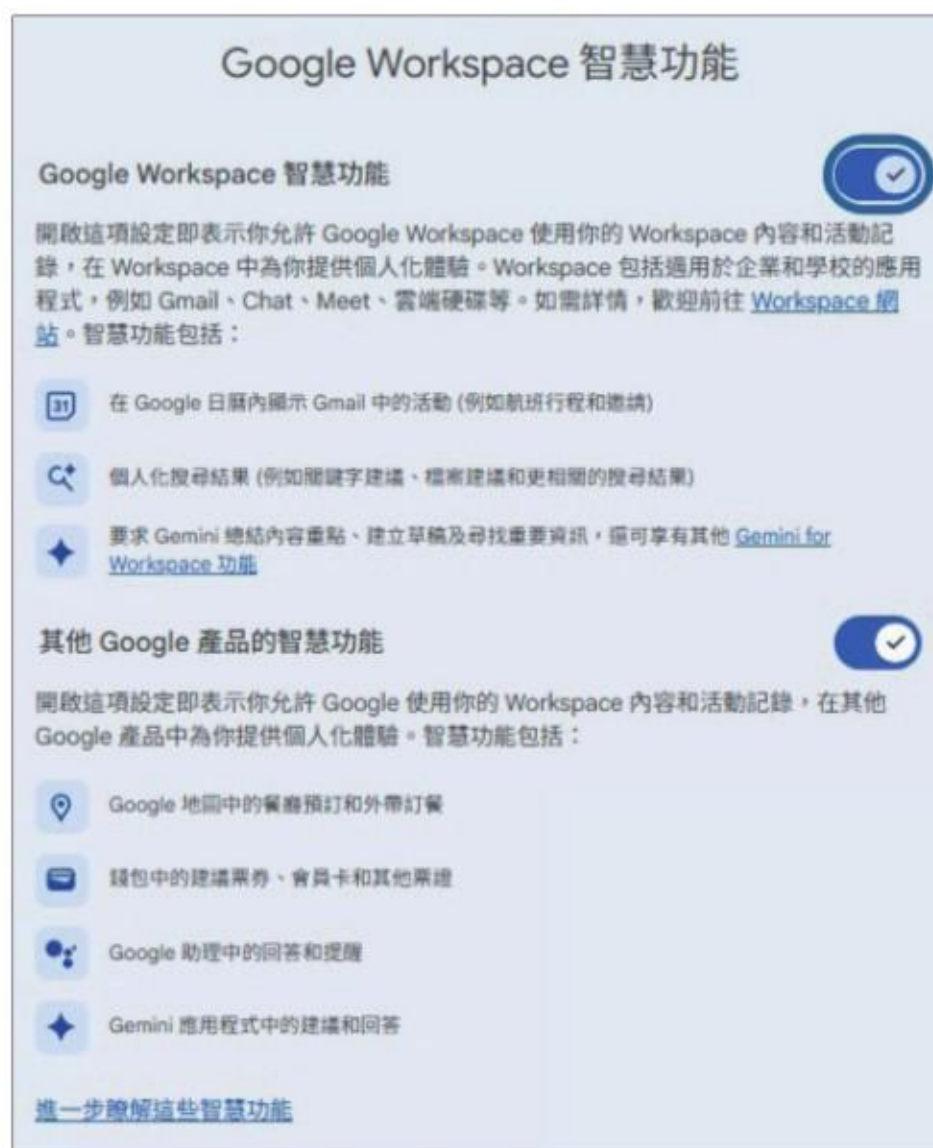 Google Workspace 智慧功能
Google Workspace 智慧功能
開啟這項設定即表示你允許 Google Workspace 使用你的 Workspace 內容和活動記
錄，在 Workspace 中為你提供個人化體驗。Workspace 包括適用於企業和學校的應用
程式，例如 Gmail、Chat、Meet、雲端硬碟等。如需詳情，歡迎前往 Workspace 網
站。智慧功能包括：
31
在 Google 日曆內顯示 Gmail 中的活動 (例如航班行程和邀請)
個人化搜尋結果 (例如關鍵字建議、檔案建議和更相關的搜尋結果)
要求 Gemini 總結內容重點、建立草稿及尋找重要資訊，還可享有其他 Gemini for
Workspace 功能
其他 Google 產品的智慧功能
開啟這項設定即表示你允許 Google 使用你的 Workspace 內容和活動記錄，在其他
Google 產品中為你提供個人化體驗。智慧功能包括：
Google 地圖中的餐廳預訂和外帶訂餐
錢包中的建議票券、會員卡和其他票證
Google 助理中的回答和提醒
Gemini 應用程式中的建議和回答
進一步瞭解這些智慧功能